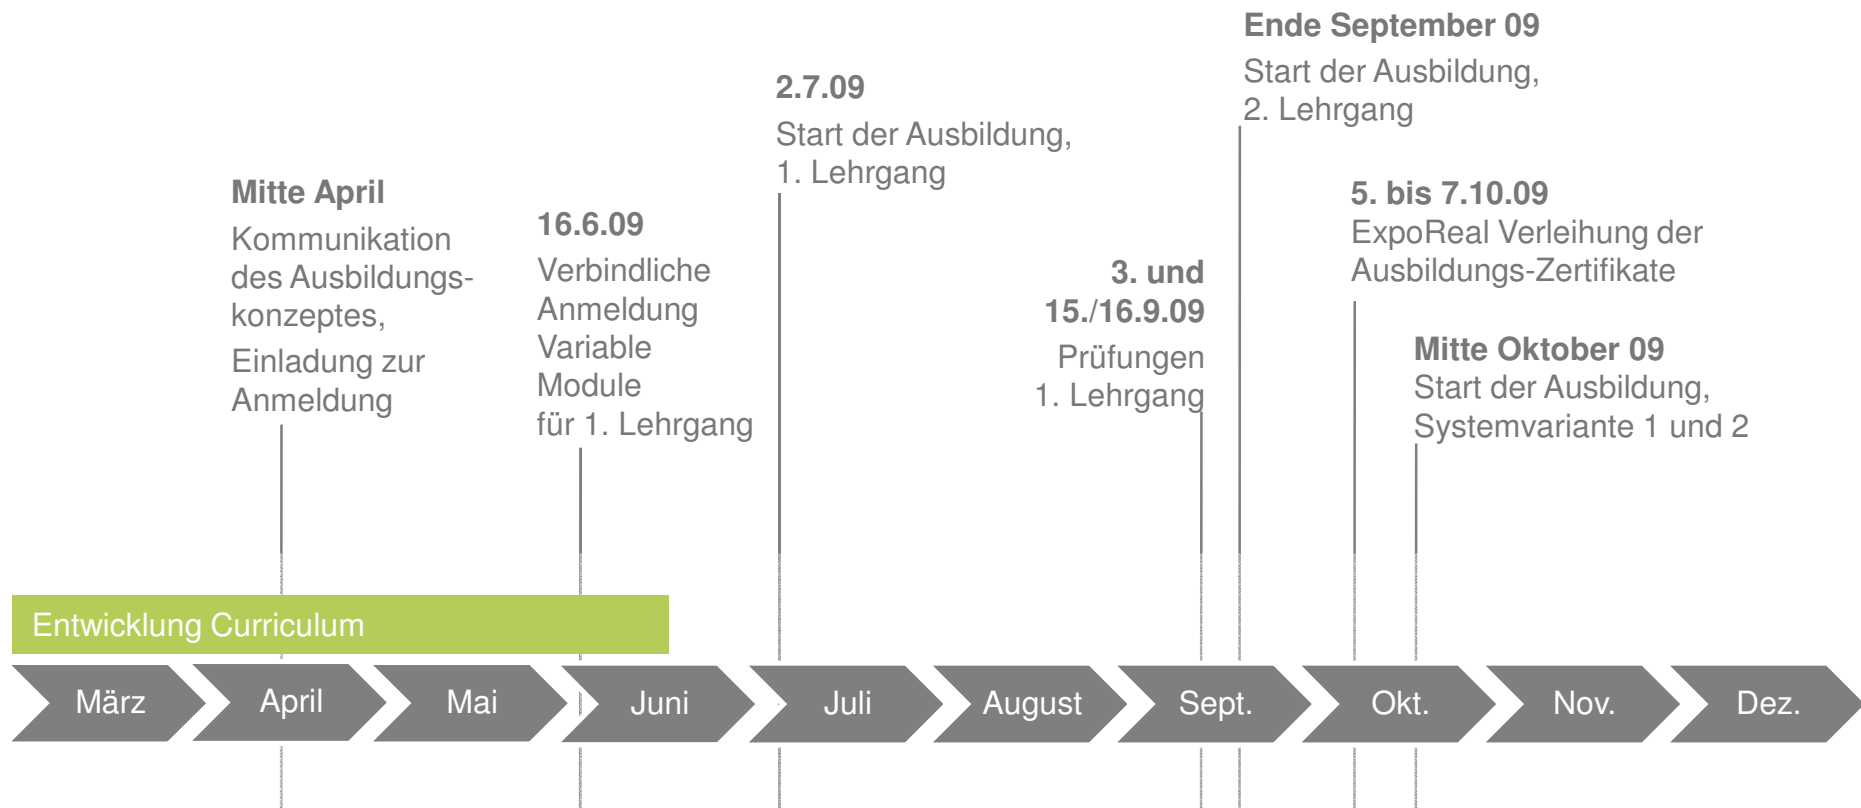 Mitte April
Kommunikation
des Ausbildungs-
konzeptes,
Einladung zur
Anmeldung
16.6.09
Verbindliche
Anmeldung
Variable
Module
für 1. Lehrgang
2.7.09
Start der Ausbildung,
1. Lehrgang
3. und
15./16.9.09
Prüfungen
1. Lehrgang
Ende September 09
Start der Ausbildung,
2. Lehrgang
5. bis 7.10.09
ExpoReal Verleihung der
Ausbildungs-Zertifikate
Mitte Oktober 09
Start der Ausbildung,
Systemvariante 1 und 2
Entwicklung Curriculum
März April Mai Juni Juli August Sept. Okt. Nov. Dez.